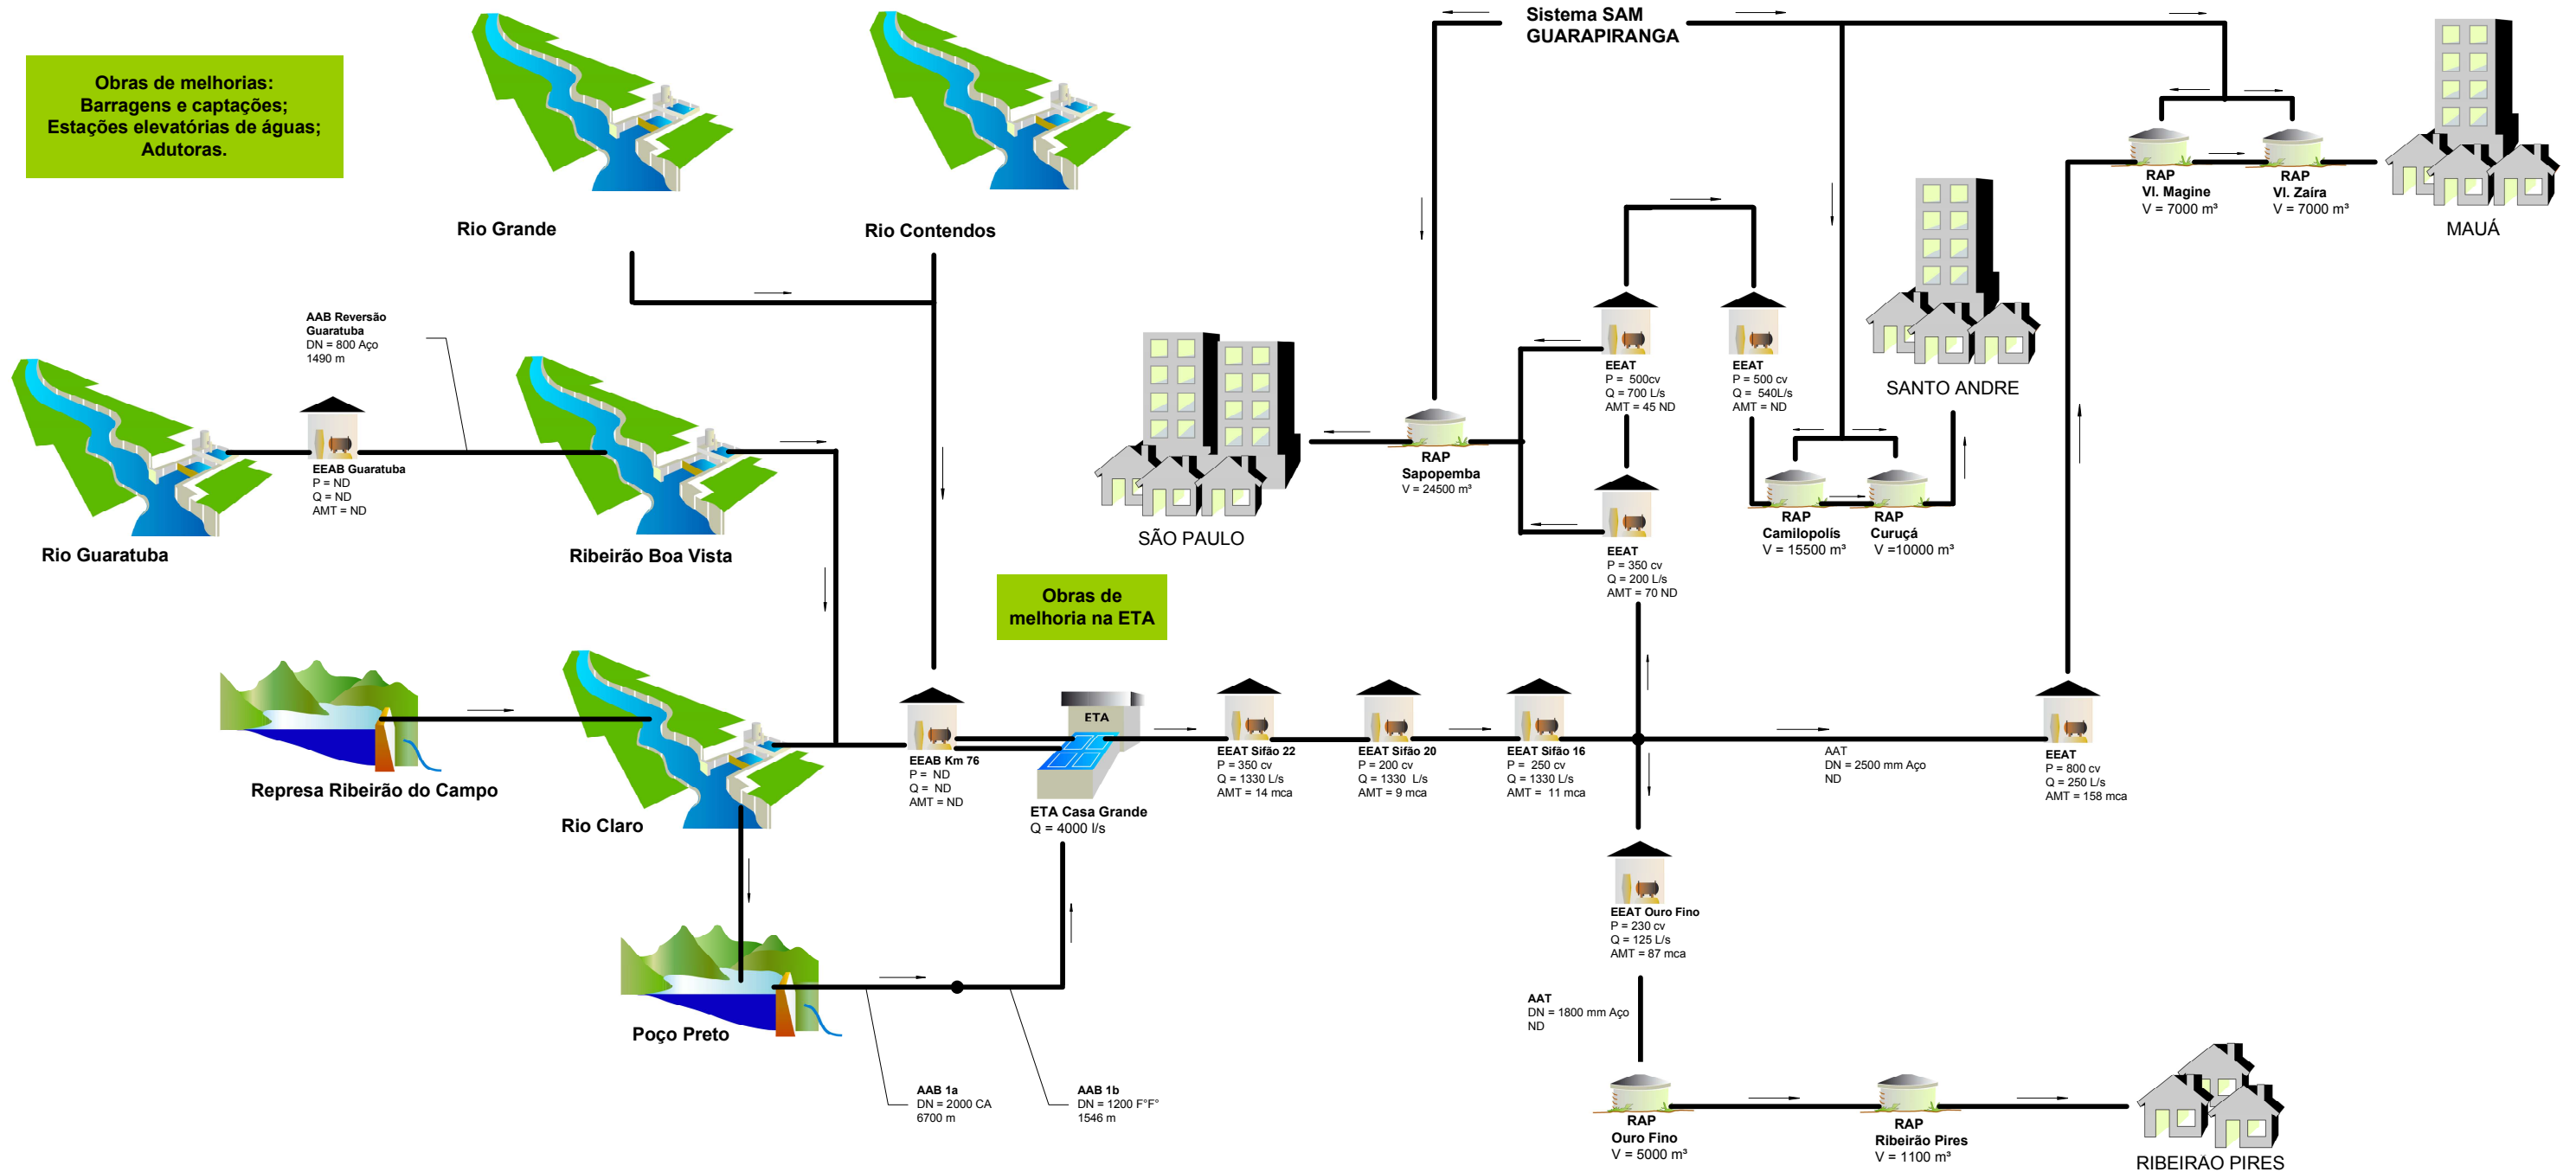 Sistema SAM
GUARAPIRANGA
Obras de melhorias:
Barragens e captações;
Estações elevatórias de águas;
Adutoras.
Rio Grande
Rio Contendos
RAP
Vl. Magine
V = 7000 m³
RAP
Vl. Zaíra
V = 7000 m³
MAUÁ
AAB Reversão
Guaratuba
DN = 800 Aço
1490 m
EEAB Guaratuba
P = ND
Q = ND
AMT = ND
Rio Guaratuba
Ribeirão Boa Vista
SÃO PAULO
RAP
Sapopemba
V = 24500 m³
EEAT
P = 500cv
Q = 700 L/s
AMT = 45 ND
EEAT
P = 500 cv
Q = 540L/s
AMT = ND
SANTO ANDRE
RAP
Camilopolís
V = 15500 m³
RAP
Curuçá
V =10000 m³
EEAT
P = 350 cv
Q = 200 L/s
AMT = 70 ND
Obras de
melhoria na ETA
Represa Ribeirão do Campo
Rio Claro
EEAB Km 76
P = ND
Q = ND
AMT = ND
ETA
ETA Casa Grande
Q = 4000 l/s
EEAT Sifão 22
P = 350 cv
Q = 1330 L/s
AMT = 14 mca
EEAT Sifão 20
P = 200 cv
Q = 1330 L/s
AMT = 9 mca
EEAT Sifão 16
P = 250 cv
Q = 1330 L/s
AMT = 11 mca
AAT
DN = 2500 mm Aço
ND
EEAT
P = 800 cv
Q = 250 L/s
AMT = 158 mca
EEAT Ouro Fino
P = 230 cv
Q = 125 L/s
AMT = 87 mca
Poço Preto
AAB 1a
DN = 2000 CA
6700 m
AAB 1b
DN = 1200 F°F°
1546 m
AAT
DN = 1800 mm Aço
ND
RAP
Ouro Fino
V = 5000 m³
RAP
Ribeirão Pires
V = 1100 m³
RIBEIRÃO PIRES